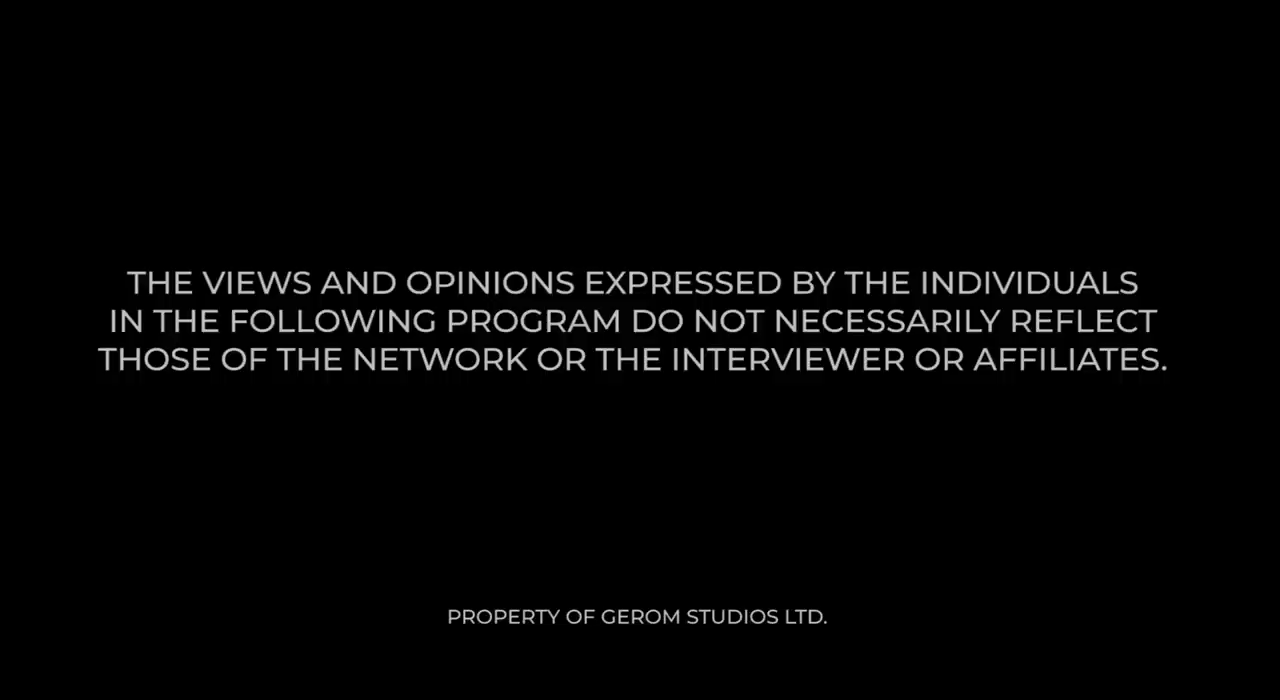 THE VIEWS AND OPINIONS EXPRESSED BY THE INDIVIDUALS
IN THE FOLLOWING PROGRAM DO NOT NECESSARILY REFLECT
THOSE OF THE NETWORK OR THE INTERVIEWER OR AFFILIATES.
PROPERTY OF GEROM STUDIOS LTD.